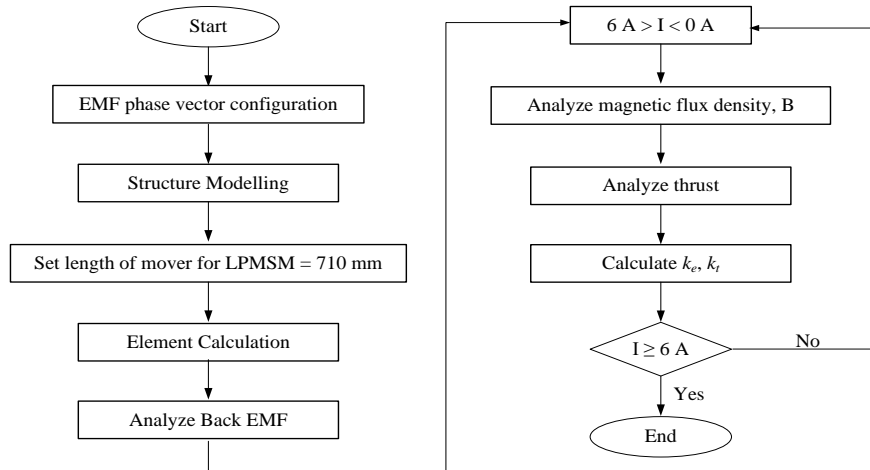 Start
EMF phase vector configuration
Structure Modelling
Set length of mover for LPMSM = 710 mm
Element Calculation
Analyze Back EMF
6 A > I < 0 A
Analyze magnetic flux density, B
Analyze thrust
Calculate ke, kt
I ≥ 6 A
No
Yes
End